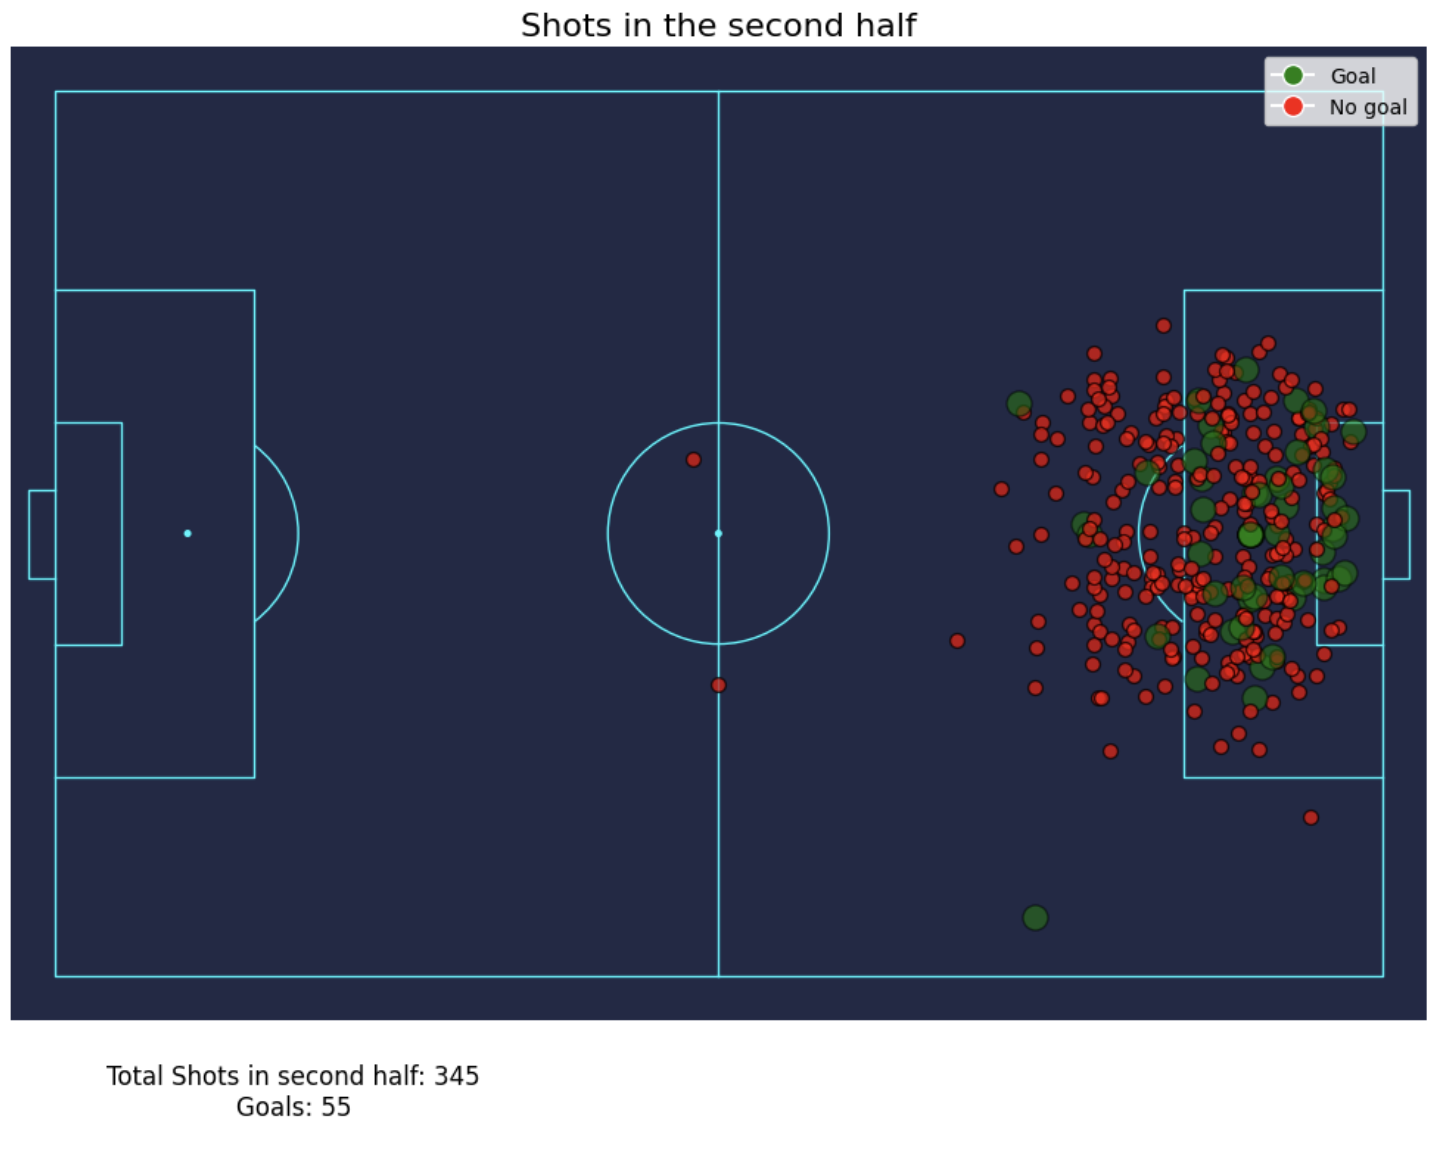 Shots in the second half
Goal
No goal
Total Shots in second half: 345
Goals: 55